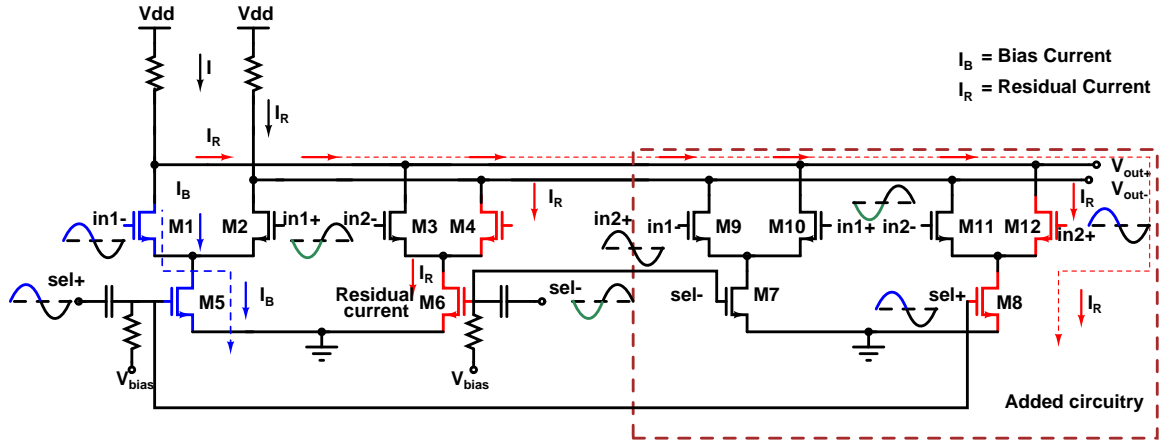 Vdd
Vdd
I
I_B = Bias Current
I_R = Residual Current
I_R
I_R
V_out+
V_out-
I_B
I_R
I_R
in1-
M1
M2
in1+
in2-
M3
M4
in2+
in1-
M9
M10
in1+
in2-
M11
M12
in2+
sel+
M5
I_B
Residual
current
I_R
M6
sel-
sel-
M7
sel+
M8
I_R
V_bias
V_bias
Added circuitry